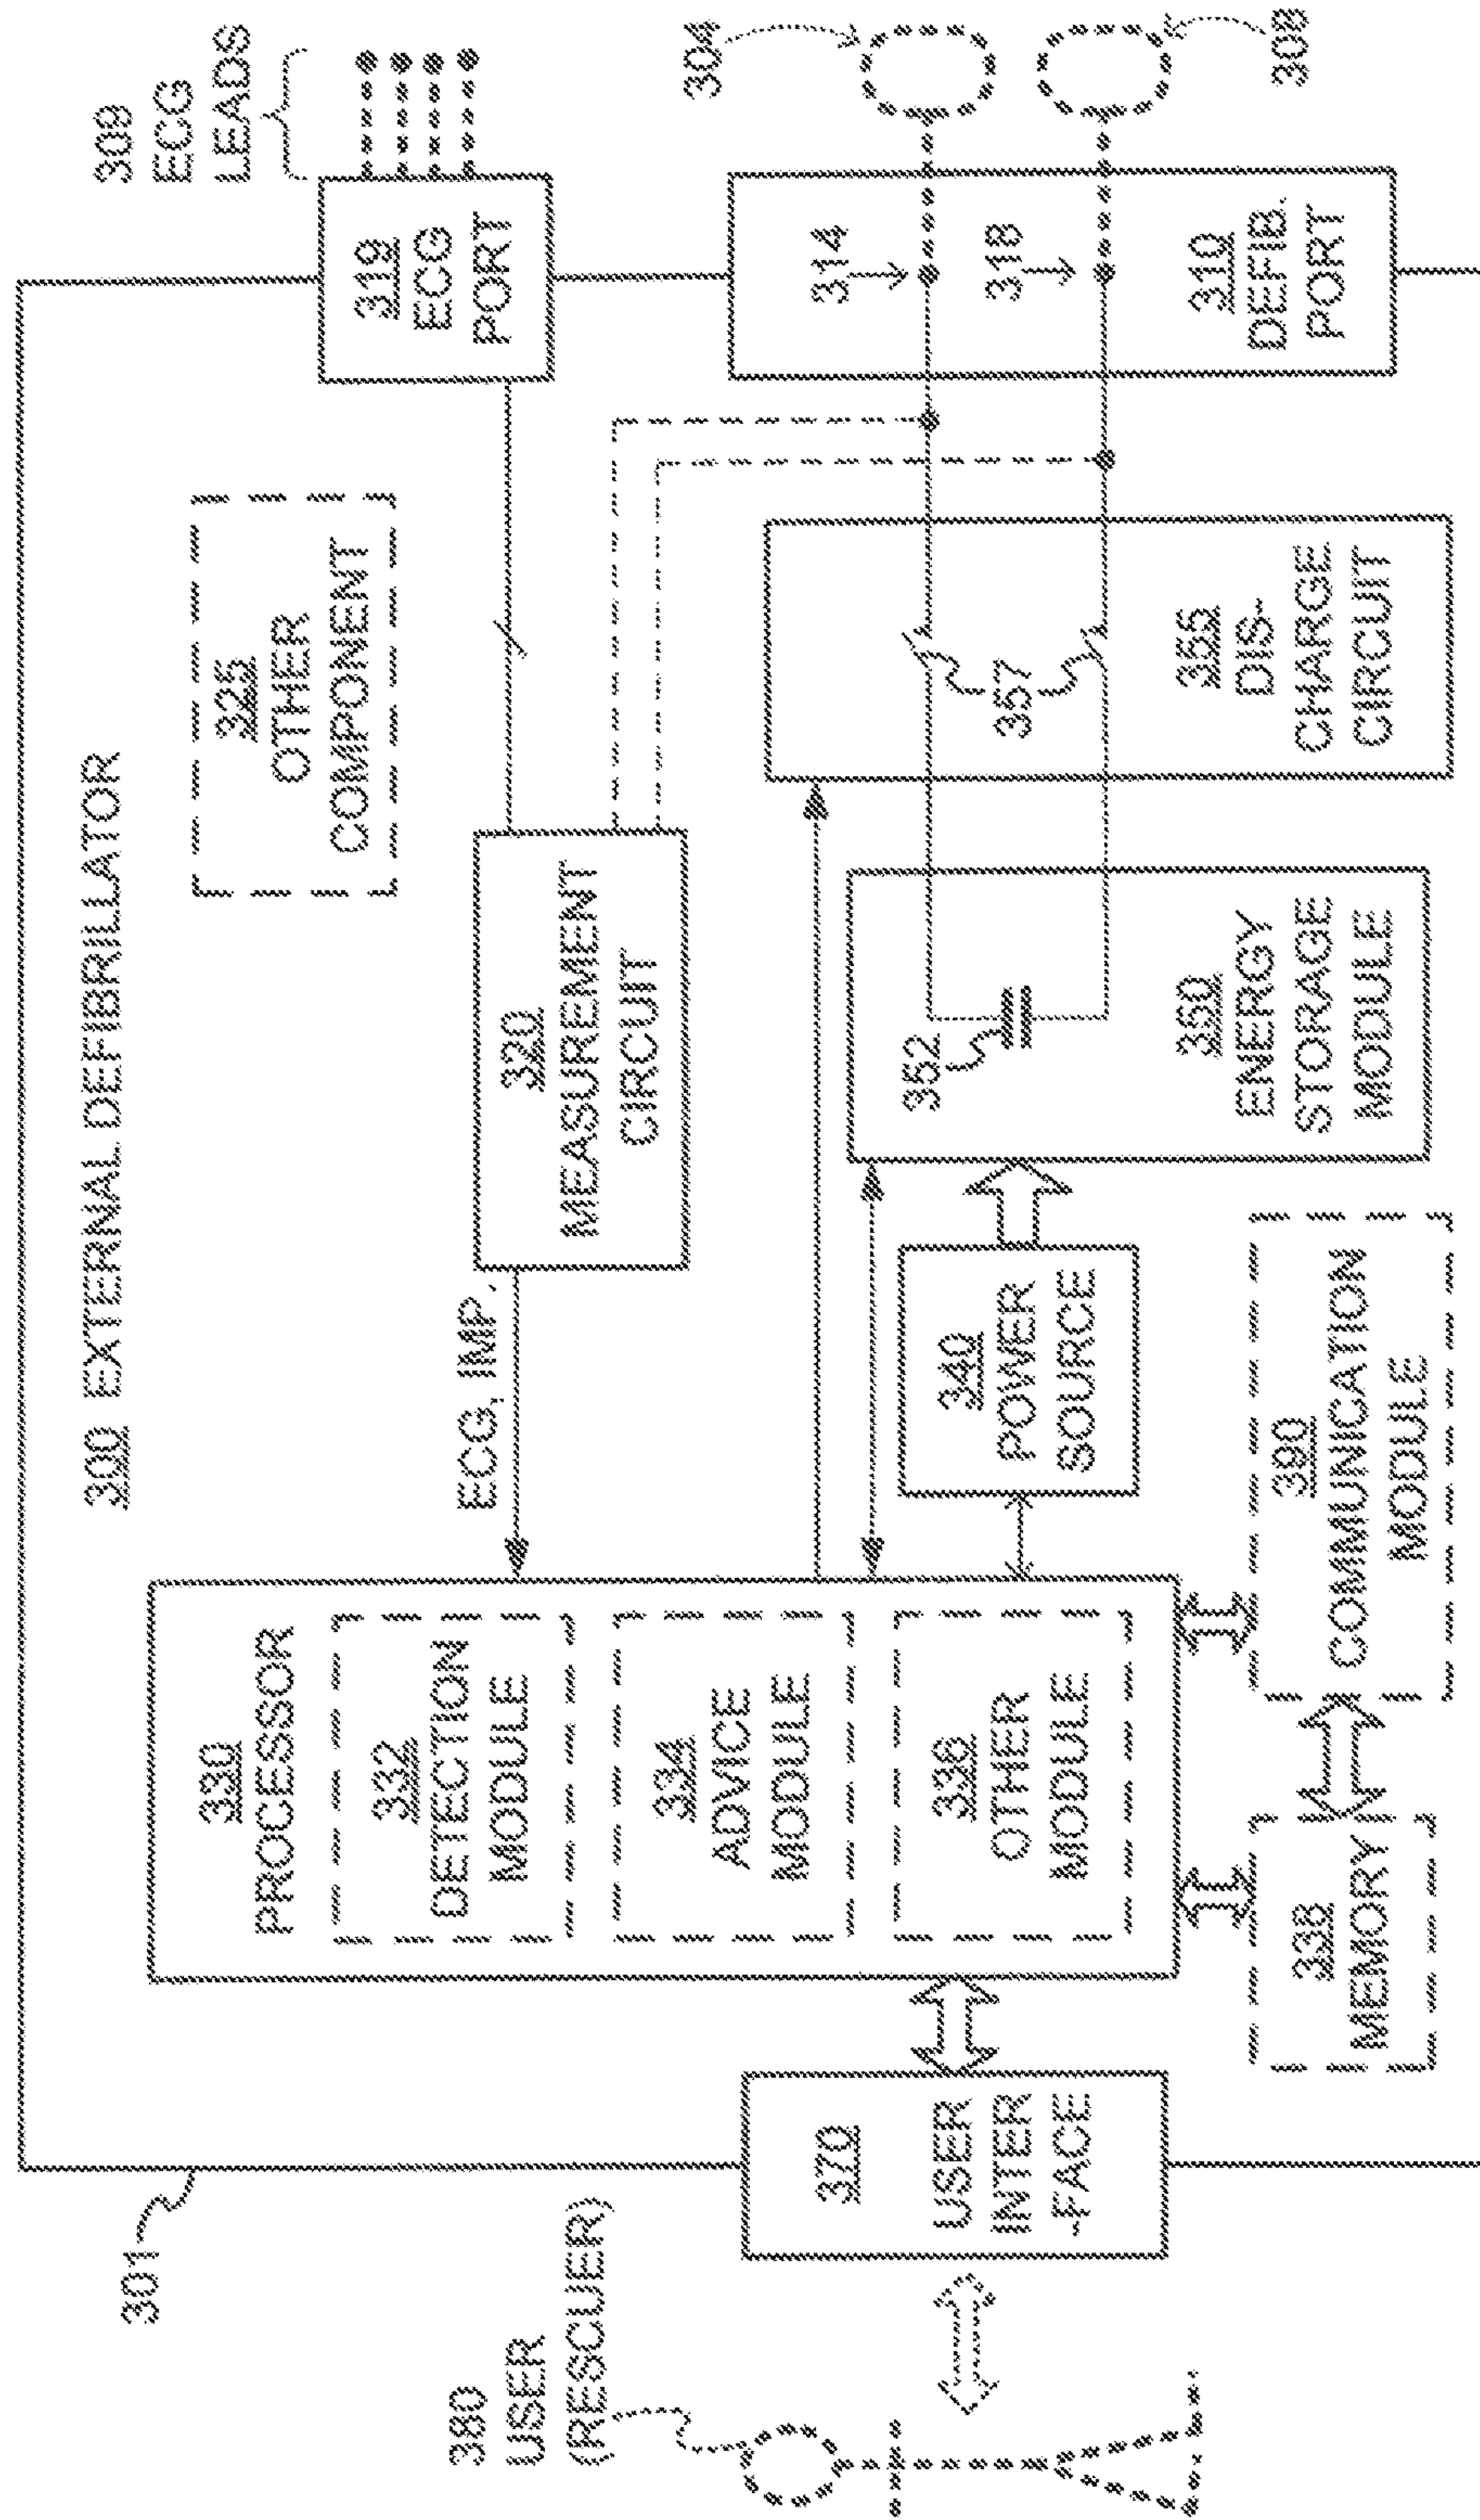 300 EXTERNAL DEFIBRILLATOR
301
380
USER
(RESCUER)
370
USER
INTER
-FACE
330
PROCESSOR
332
DETECTION
MODULE
334
ADVICE
MODULE
336
OTHER
MODULE
338
MEMORY
390
COMMUNICATION
MODULE
ECG, IMP.
340
POWER
SOURCE
320
MEASUREMENT
CIRCUIT
325
OTHER
COMPONENT
352
350
ENERGY
STORAGE
MODULE
357
355
DIS-
CHARGE
CIRCUIT
319
ECG
PORT
309
ECG
LEADS
314
318
310
DEFIB.
PORT
304
308